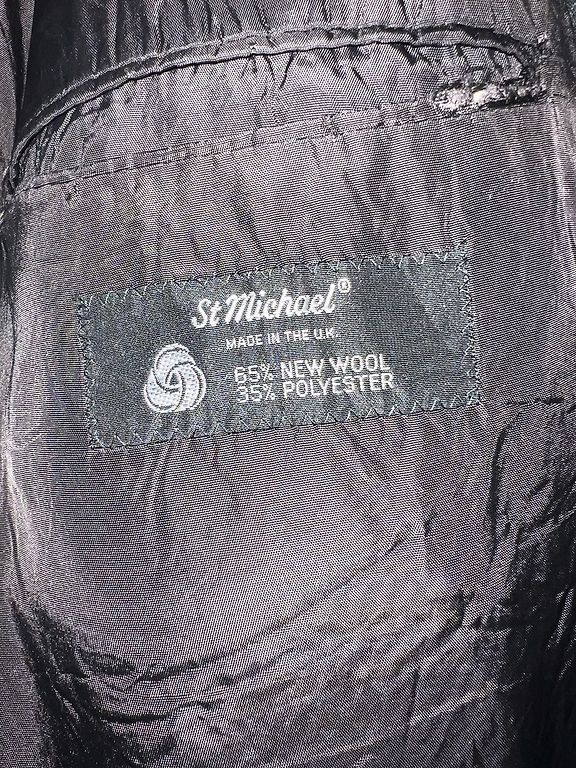 St Michael®
MADE IN THE U.K.
65% NEW WOOL
35% POLYESTER